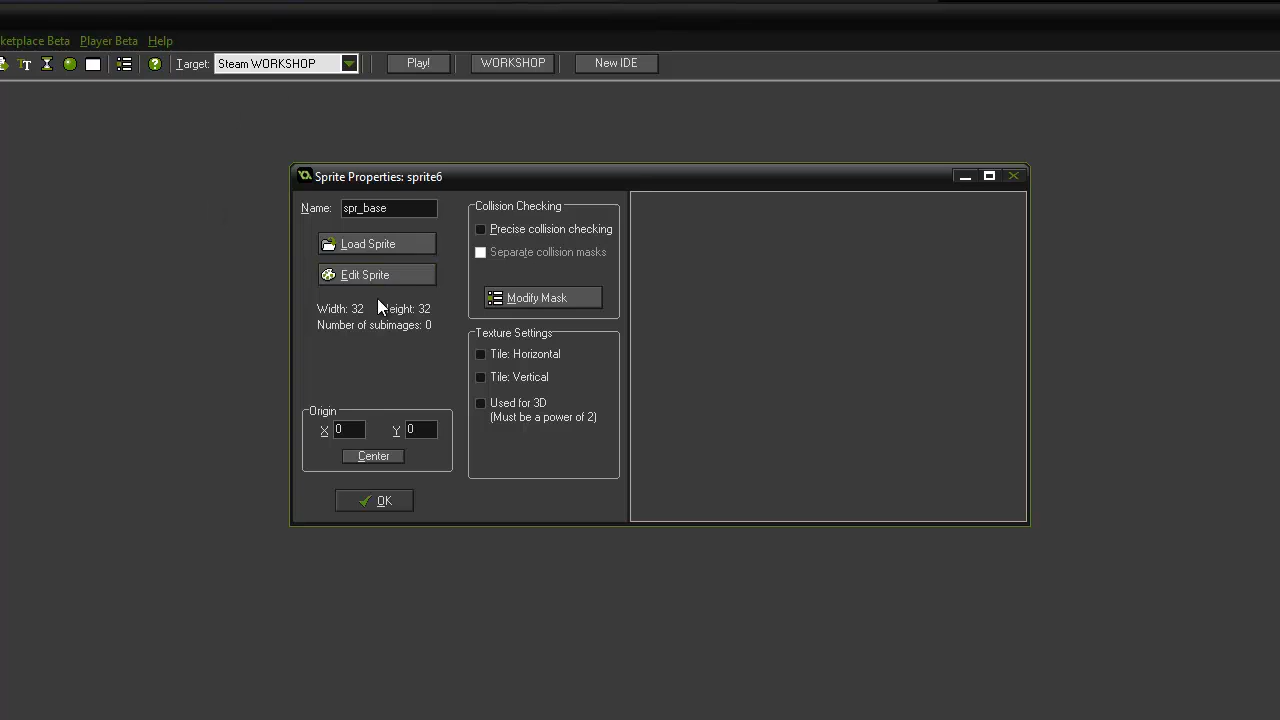 ketplace Beta Player Beta Help
Target: Steam WORKSHOP Play! WORKSHOP New IDE
Sprite Properties: sprite6
Name: spr_base
Load Sprite
Edit Sprite
Width: 32 eight: 32
Number of subimages: 0
Origin
X 0 Y 0
Center
OK
Collision Checking
Precise collision checking
Separate collision masks
Modify Mask
Texture Settings
Tile: Horizontal
Tile: Vertical
Used for 3D
(Must be a power of 2)